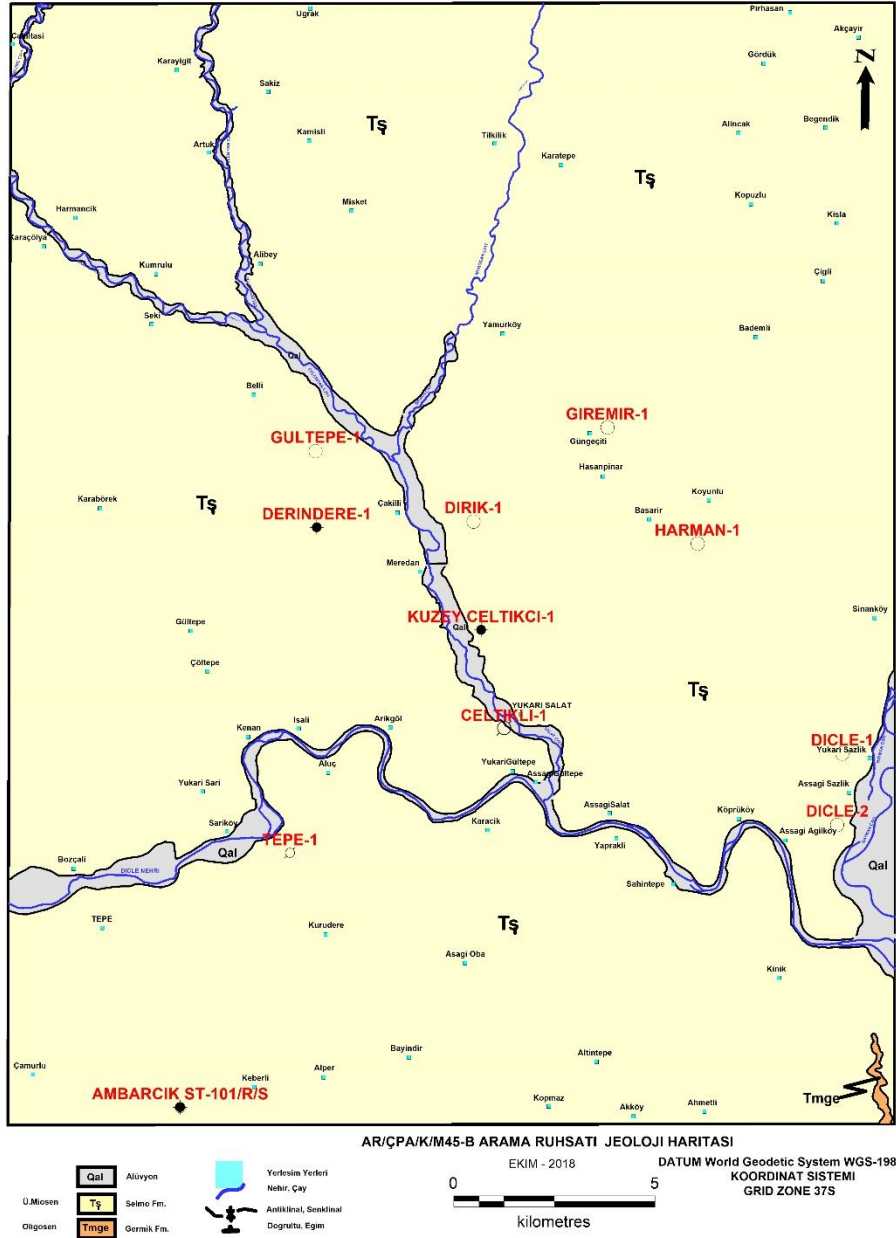 Ugrak
Pirhasan
Akçayir
Karayigit
Gördük
N
Sakiz
Tş
Alincak
Begendik
Kamisli
Tilkilik
Artuk
Karatepe
Tş
Misket
Kopuzlu
Harmancik
Kisla
Karaçölya
Alibey
Kumrulu
Çigli
Seki
Yamurköy
Bademli
Qal
Belli
GIREMIR-1
GULTEPE-1
Güngeçiti
Hasanpinar
Karabörek
Tş
Çakilli
DIRIK-1
Koyunlu
DERINDERE-1
Basarir
HARMAN-1
Meredan
KUZEY CELTIKCI-1
Sinanköy
Gültepe
Qal
Çöltepe
Tş
YUKARI SALAT
CELTIKLI-1
Kenan
Isali
Arikgöl
DICLE-1
Yukari Sazlik
Aluç
YukariGültepe
AssagiGültepe
Yukari Sari
Assagi Sazlik
AssagiSalat
Köprüköy
DICLE-2
Sariköy
Karacik
TEPE-1
Yaprakli
Assagi Agilköy
Qal
Bozçali
DICLE NEHRI
Qal
Sahintepe
TEPE
Kurudere
Tş
Asagi Oba
Kinik
Çamurlu
Keberli
Alper
Bayindir
Altintepe
Tmge
AMBARCIK ST-101/R/S
Kopmaz
Akköy
Ahmetli
AR/ÇPA/K/M45-B ARAMA RUHSATI JEOLOJI HARITASI
EKIM - 2018
DATUM World Geodetic System WGS-198
KOORDINAT SISTEMI
GRID ZONE 37S
0
5
kilometres
Qal
Alüvyon
Ü.Miosen
Tş
Selmo Fm.
Oligosen
Tmge
Germik Fm.
Yerlesim Yerleri
Nehir, Çay
Antiklinal, Senklinal
Dogrultu, Egim